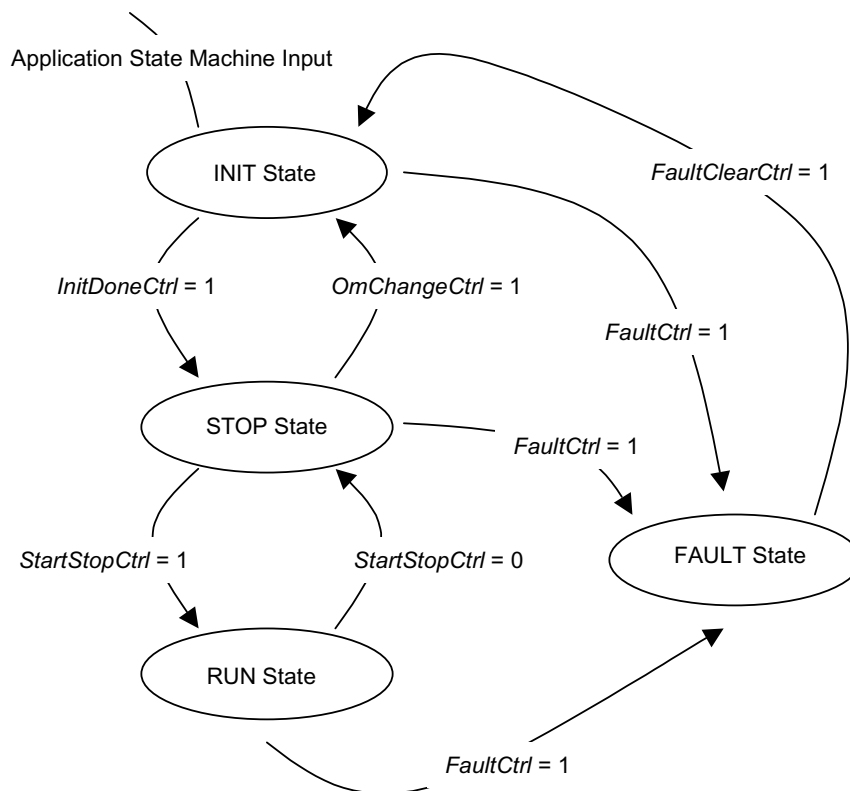 Application State Machine Input
INIT State
FaultClearCtrl = 1
InitDoneCtrl = 1
OmChangeCtrl = 1
FaultCtrl = 1
STOP State
FaultCtrl = 1
StartStopCtrl = 1
StartStopCtrl = 0
FAULT State
RUN State
FaultCtrl = 1